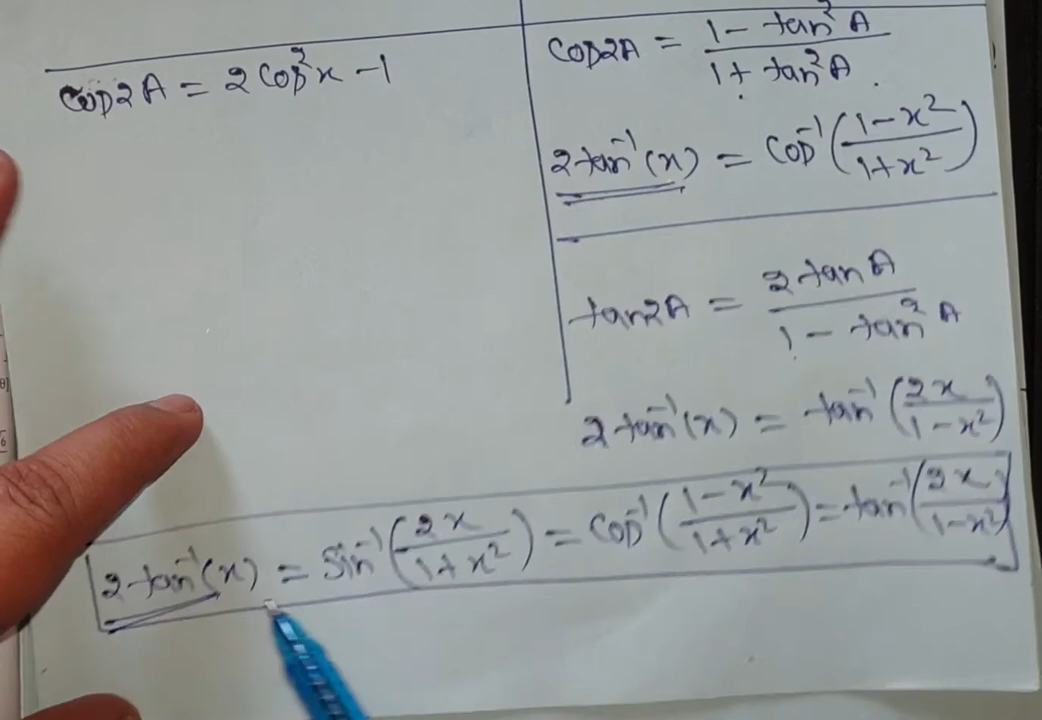 cos2A = 2cos²x - 1
cos2A = (1 - tan²A)/(1 + tan²A)
2tan⁻¹(x) = cos⁻¹((1-x²)/(1+x²))
tan2A = (2tanA)/(1 - tan²A)
2tan⁻¹(x) = tan⁻¹(2x/(1-x²))
2tan⁻¹(x) = sin⁻¹(2x/(1+x²)) = cos⁻¹((1-x²)/(1+x²)) = tan⁻¹(2x/(1-x²))